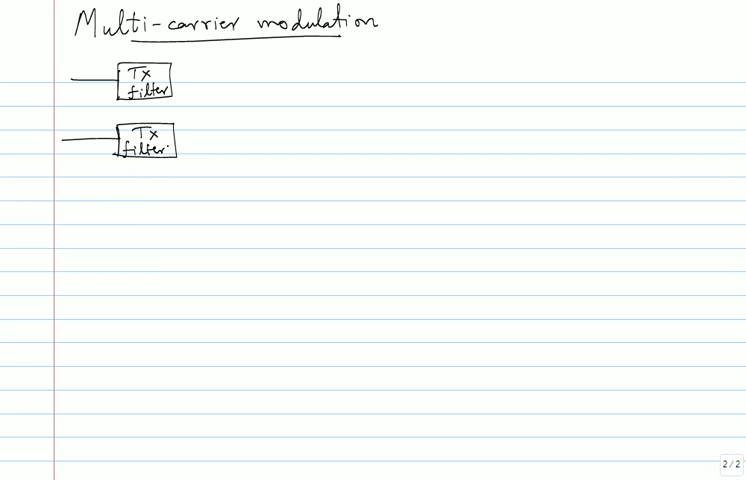 Multi-carrier modulation
Tx
filter
Tx
filter.
2/2